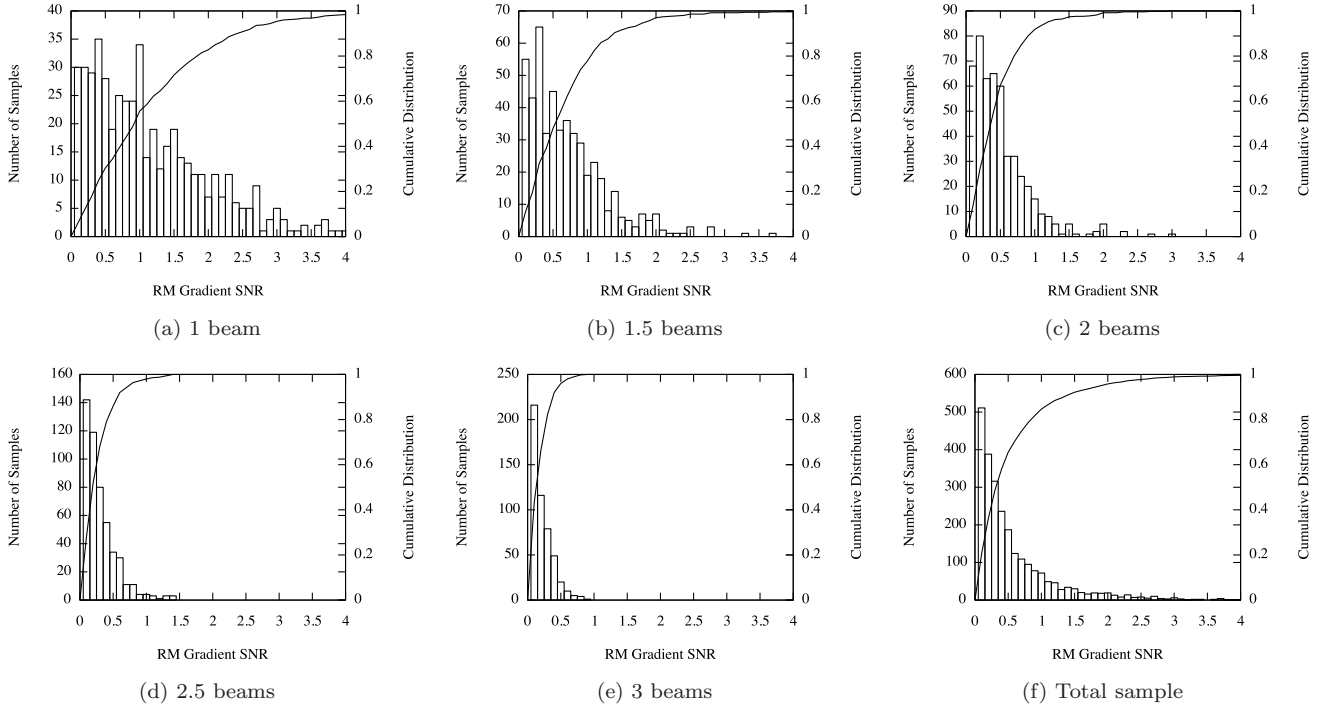 40
35
30
25
20
15
10
5
0
Number of Samples
1
0.8
0.6
0.4
0.2
0
Cumulative Distribution
0 0.5 1 1.5 2 2.5 3 3.5 4
RM Gradient SNR
(a) 1 beam
70
60
50
40
30
20
10
0
Number of Samples
1
0.8
0.6
0.4
0.2
0
Cumulative Distribution
0 0.5 1 1.5 2 2.5 3 3.5 4
RM Gradient SNR
(b) 1.5 beams
90
80
70
60
50
40
30
20
10
0
Number of Samples
1
0.8
0.6
0.4
0.2
0
Cumulative Distribution
0 0.5 1 1.5 2 2.5 3 3.5 4
RM Gradient SNR
(c) 2 beams
160
140
120
100
80
60
40
20
0
Number of Samples
1
0.8
0.6
0.4
0.2
0
Cumulative Distribution
0 0.5 1 1.5 2 2.5 3 3.5 4
RM Gradient SNR
(d) 2.5 beams
250
200
150
100
50
0
Number of Samples
1
0.8
0.6
0.4
0.2
0
Cumulative Distribution
0 0.5 1 1.5 2 2.5 3 3.5 4
RM Gradient SNR
(e) 3 beams
600
500
400
300
200
100
0
Number of Samples
1
0.8
0.6
0.4
0.2
0
Cumulative Distribution
0 0.5 1 1.5 2 2.5 3 3.5 4
RM Gradient SNR
(f) Total sample